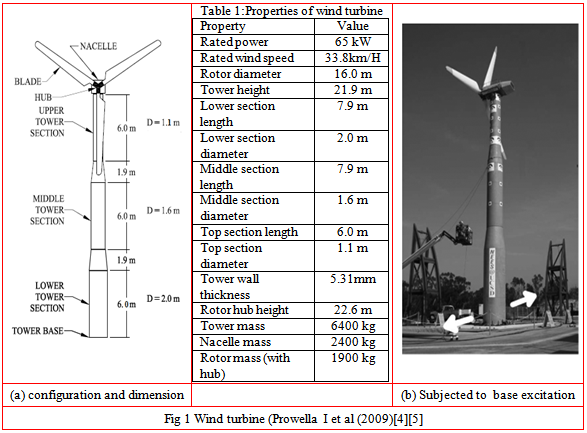 NACELLE
BLADE
HUB
UPPER
TOWER
SECTION
6.0 m
D = 1.1 m
1.9 m
MIDDLE
TOWER
SECTION
6.0 m
D = 1.6 m
1.9 m
LOWER
TOWER
SECTION
6.0 m
D = 2.0 m
TOWER BASE
Table 1:Properties of wind turbine
Property Value
Rated power 65 kW
Rated wind speed 33.8km/H
Rotor diameter 16.0 m
Tower height 21.9 m
Lower section 7.9 m
length
Lower section 2.0 m
diameter
Middle section 7.9 m
length
Middle section 1.6 m
diameter
Top section length 6.0 m
Top section 1.1 m
diameter
Tower wall 5.31mm
thickness
Rotor hub height 22.6 m
Tower mass 6400 kg
Nacelle mass 2400 kg
Rotor mass (with 1900 kg
hub)
(a) configuration and dimension
(b) Subjected to base excitation
Fig 1 Wind turbine (Prowella I et al (2009)[4][5]